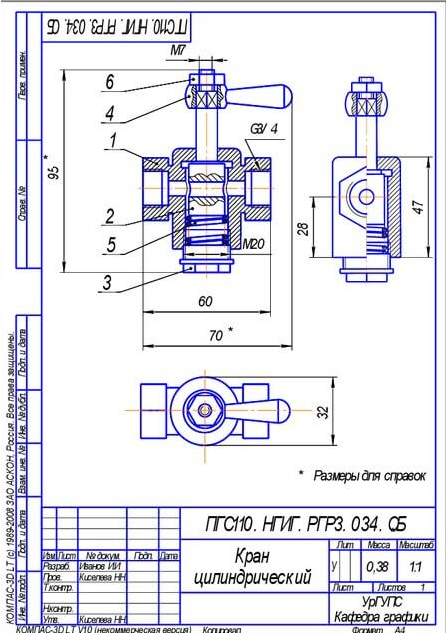 ПГС110. НГИГ. РГР3. 034. СБ
Перв. примен.
Справ. №
М7
6
4
1
G3/4
95 *
2
5
3
М20
60
70 *
28
47
32
* Размеры для справок
КОМПАС-3D LT (с) 1989-2008 ЗАО АСКОН, Россия. Все права защищены.
Подп. и дата
Инв. № дубл.
Взам. инв. №
Подп. и дата
Инв. № подл.
ПГС110. НГИГ. РГР3. 034. СБ
Изм. Лист № докум. Подп. Дата
Разраб. Иванов И.И
Пров. Киселева НН
Т.контр.
Н.контр.
Утв. Киселева НН
Кран
цилиндрический
Лит. Масса Масштаб
у 0,38 1:1
Лист Листов 1
УрГУПС
Кафедра графики
КОМПАС-3D LT V10 (некоммерческая версия) Копировал Формат А4